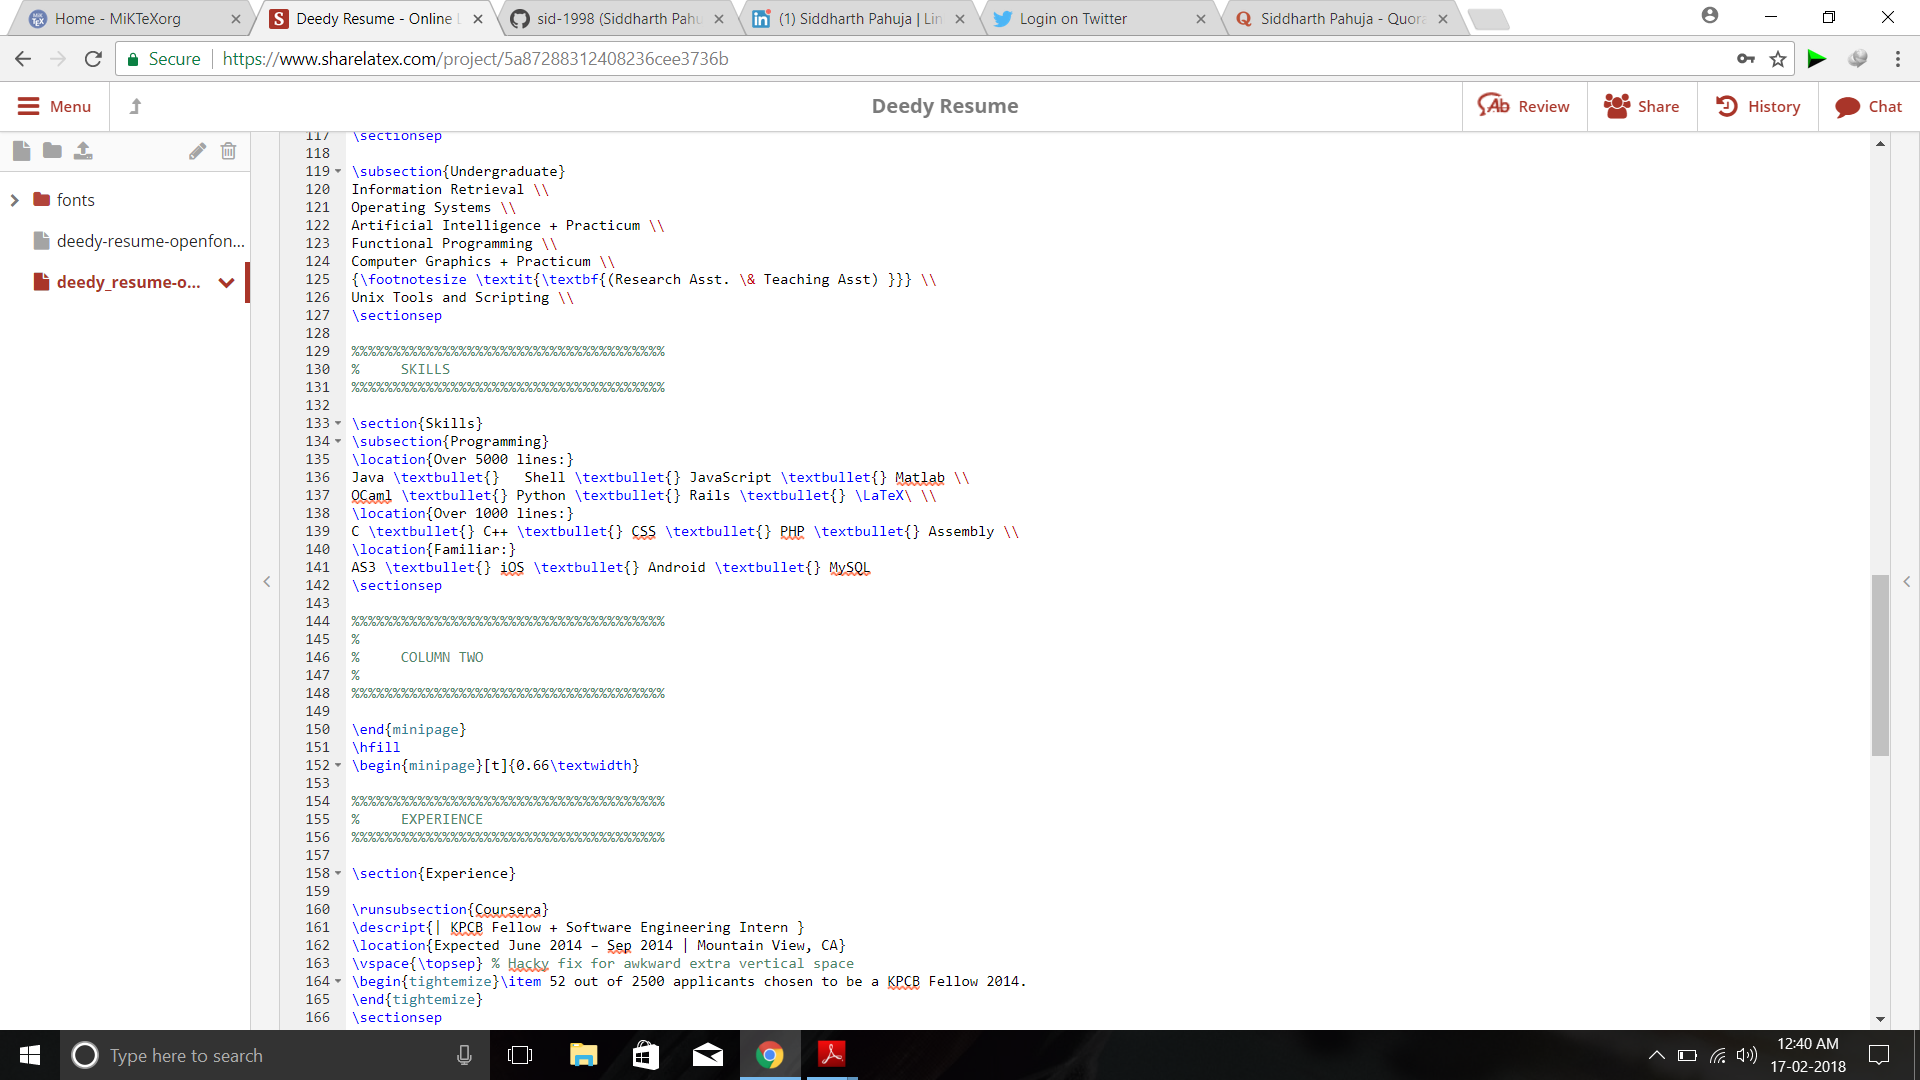 Home - MiKTeXorg
Deedy Resume - Online L
sid-1998 (Siddharth Pahu
(1) Siddharth Pahuja | Lin
Login on Twitter
Siddharth Pahuja - Quora
Secure https://www.sharelatex.com/project/5a87288312408236cee3736b
Menu
Deedy Resume
Review
Share
History
Chat
fonts
deedy-resume-openfon...
deedy_resume-o...
117 \sectionsep
118
119 \subsection{Undergraduate}
120 Information Retrieval \\
121 Operating Systems \\
122 Artificial Intelligence + Practicum \\
123 Functional Programming \\
124 Computer Graphics + Practicum \\
125 {\footnotesize \textit{\textbf{(Research Asst. \& Teaching Asst) }}} \\
126 Unix Tools and Scripting \\
127 \sectionsep
128
129 %%%%%%%%%%%%%%%%%%%%%%%%%%%%%%%%%%%%%%
130 %     SKILLS
131 %%%%%%%%%%%%%%%%%%%%%%%%%%%%%%%%%%%%%%
132
133 \section{Skills}
134 \subsection{Programming}
135 \location{Over 5000 lines:}
136 Java \textbullet{}   Shell \textbullet{} JavaScript \textbullet{} Matlab \\
137 OCaml \textbullet{} Python \textbullet{} Rails \textbullet{} \LaTeX\ \\
138 \location{Over 1000 lines:}
139 C \textbullet{} C++ \textbullet{} CSS \textbullet{} PHP \textbullet{} Assembly \\
140 \location{Familiar:}
141 AS3 \textbullet{} iOS \textbullet{} Android \textbullet{} MySQL
142 \sectionsep
143
144 %%%%%%%%%%%%%%%%%%%%%%%%%%%%%%%%%%%%%%
145 %
146 %     COLUMN TWO
147 %
148 %%%%%%%%%%%%%%%%%%%%%%%%%%%%%%%%%%%%%%
149
150 \end{minipage}
151 \hfill
152 \begin{minipage}[t]{0.66\textwidth}
153
154 %%%%%%%%%%%%%%%%%%%%%%%%%%%%%%%%%%%%%%
155 %     EXPERIENCE
156 %%%%%%%%%%%%%%%%%%%%%%%%%%%%%%%%%%%%%%
157
158 \section{Experience}
159
160 \runsubsection{Coursera}
161 \descript{| KPCB Fellow + Software Engineering Intern }
162 \location{Expected June 2014 – Sep 2014 | Mountain View, CA}
163 \vspace{\topsep} % Hacky fix for awkward extra vertical space
164 \begin{tightemize}\item 52 out of 2500 applicants chosen to be a KPCB Fellow 2014.
165 \end{tightemize}
166 \sectionsep
Type here to search
12:40 AM
17-02-2018